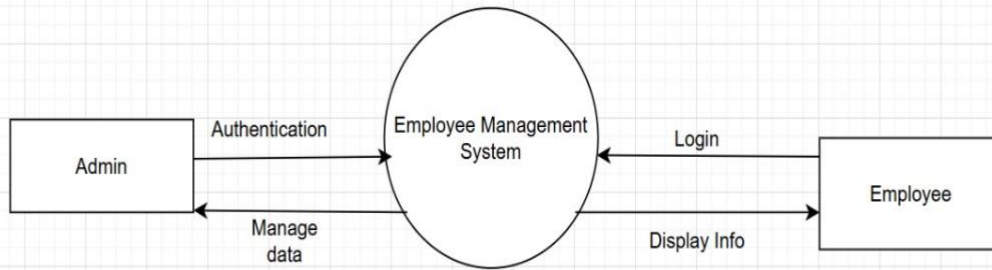 Admin
Authentication
Manage
data
Employee Management
System
Login
Display Info
Employee